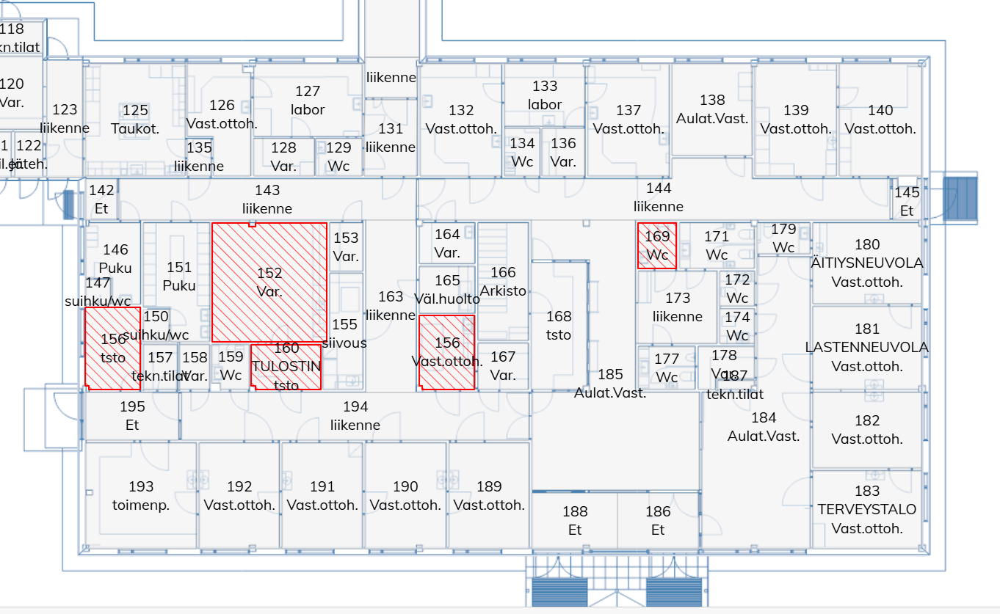 118
kn.tilat
120
Var.
1
122
123
liikenne
125
Taukot.
126
Vast.ottoh.
127
labor
128
Var.
129
Wc
135
liikenne
liikenne
131
liikenne
132
Vast.ottoh.
133
labor
134
Wc
136
Var.
137
Vast.ottoh.
138
Aulat.Vast.
139
Vast.ottoh.
140
Vast.ottoh.
142
Et
143
liikenne
144
liikenne
145
Et
146
Puku
147
suihku/wc
151
Puku
150
suihku/wc
152
Var.
153
Var.
155
siivous
156
tsto
157
tekn.tilat
158
Var.
159
Wc
160
TULOSTIN
tsto
163
liikenne
164
Var.
165
Väl.huolto
156
Vast.ottoh.
166
Arkisto
167
Var.
168
tsto
169
Wc
171
Wc
172
Wc
173
liikenne
174
Wc
177
Wc
178
Var.
187
tekn.tilat
179
Wc
180
ÄITIYSNEUVOLA
Vast.ottoh.
181
LASTENNEUVOLA
Vast.ottoh.
182
Vast.ottoh.
183
TERVEYSTALO
Vast.ottoh.
184
Aulat.Vast.
185
Aulat.Vast.
186
Et
188
Et
189
Vast.ottoh.
190
Vast.ottoh.
191
Vast.ottoh.
192
Vast.ottoh.
193
toimenp.
194
liikenne
195
Et